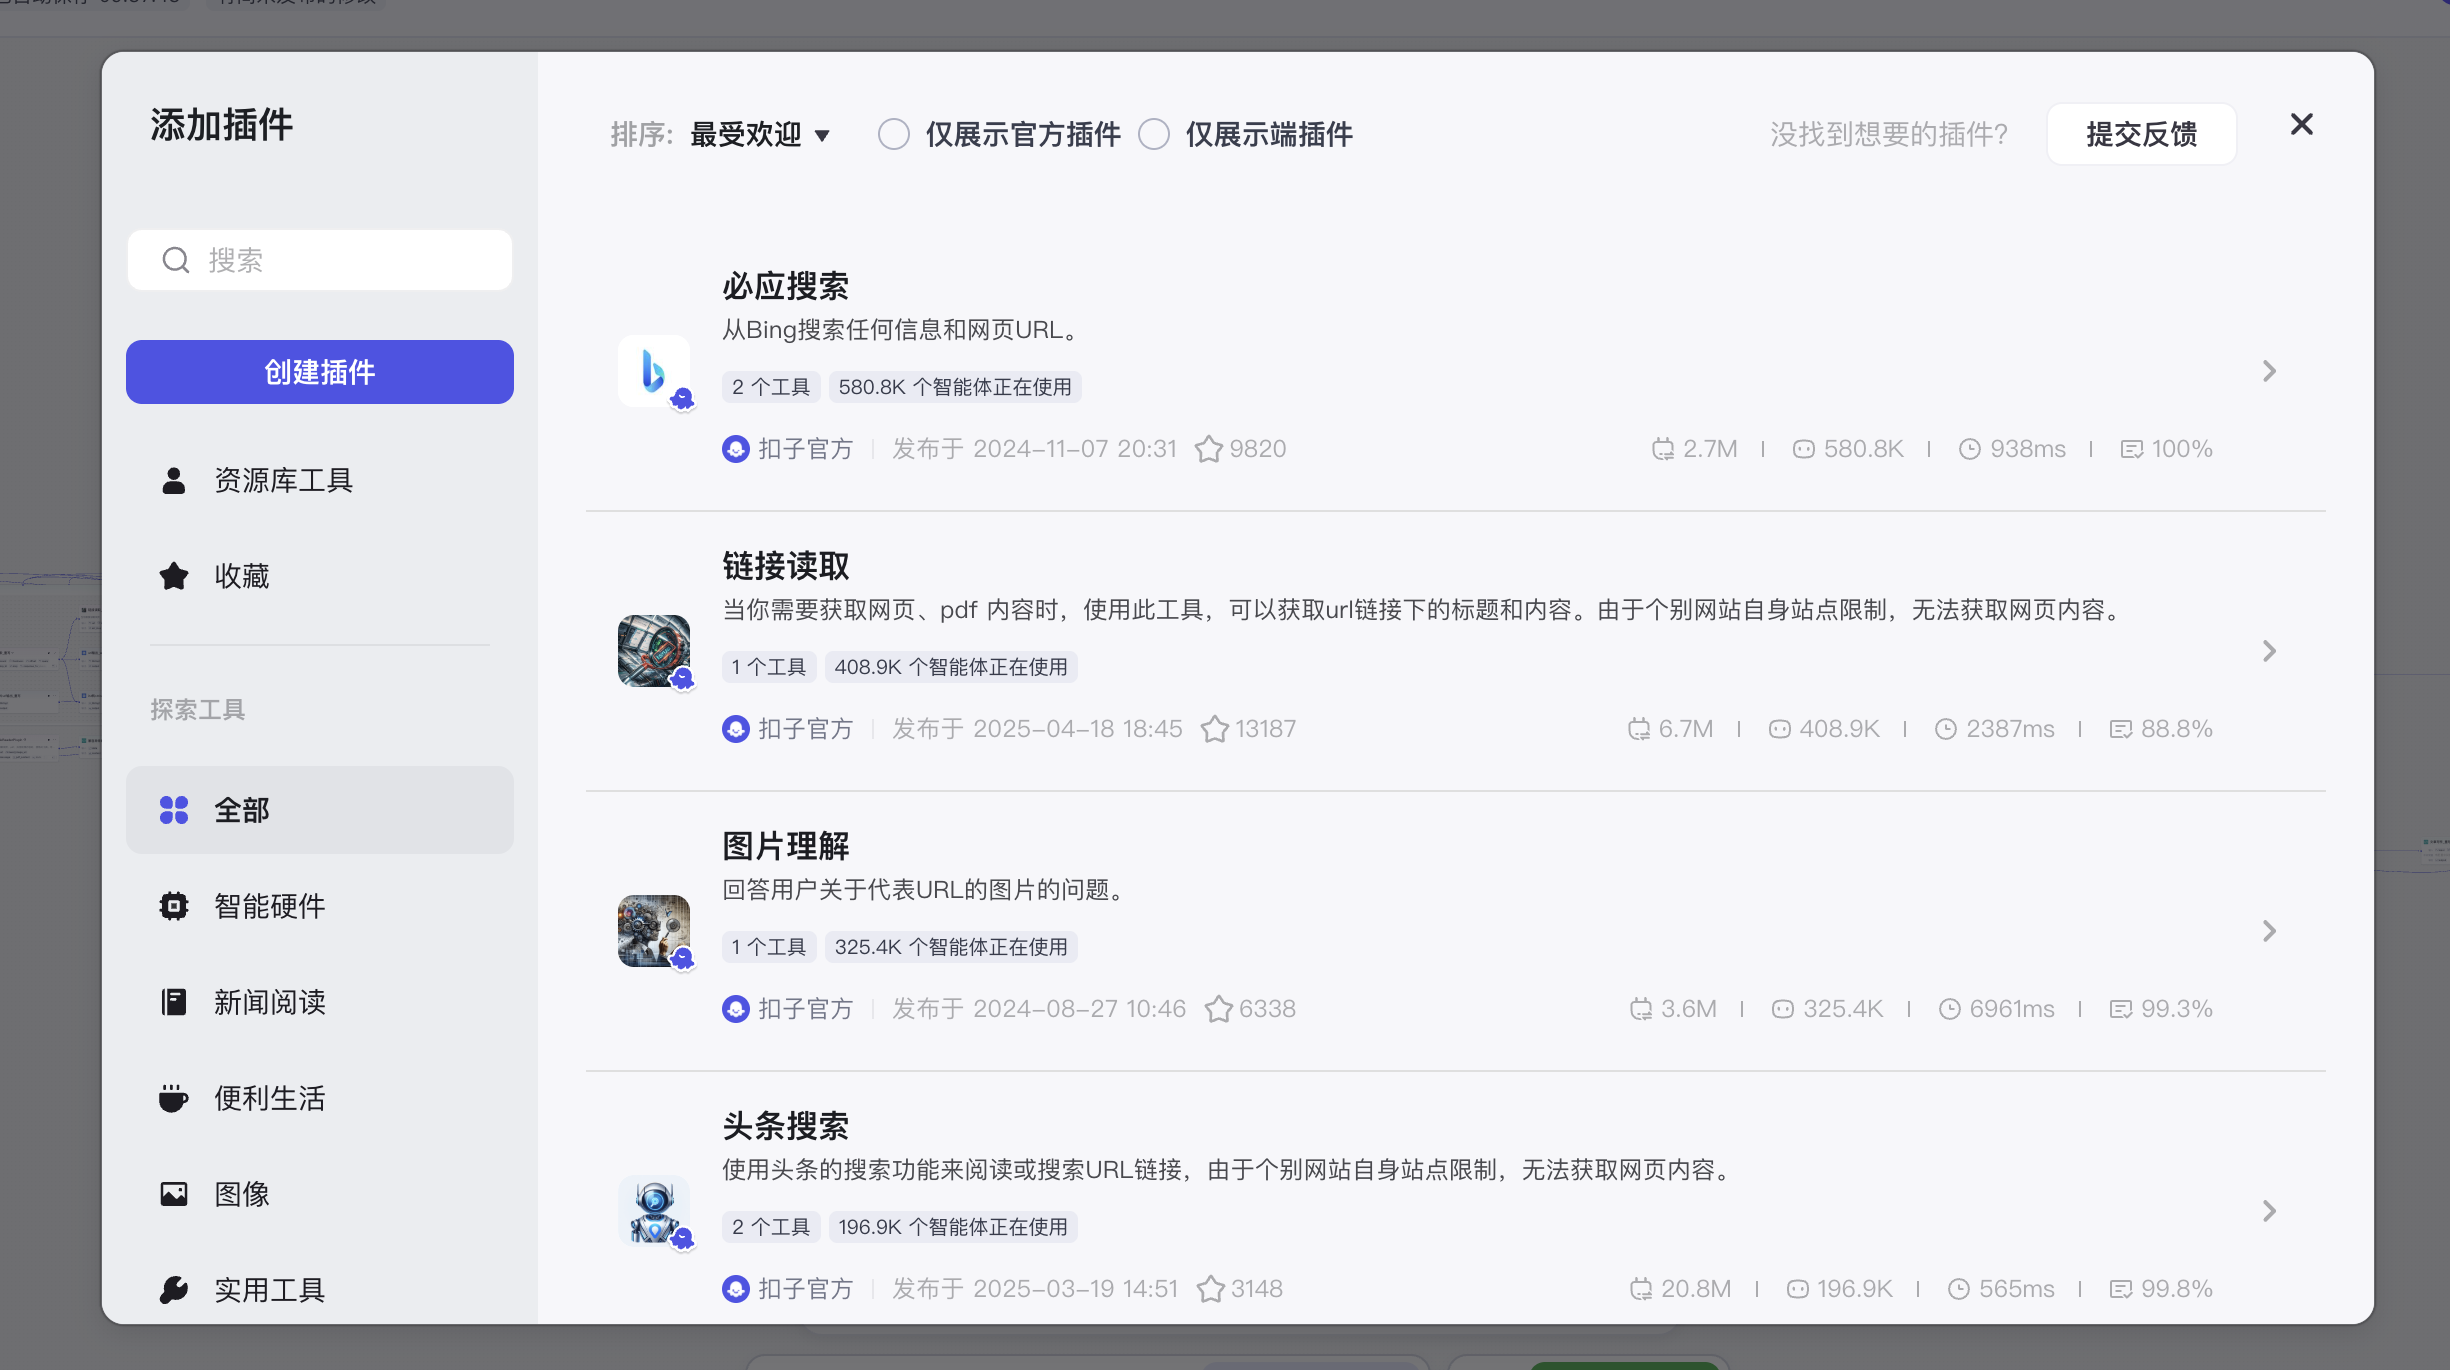 添加插件
搜索
创建插件
资源库工具
收藏
探索工具
全部
智能硬件
新闻阅读
便利生活
图像
实用工具
排序: 最受欢迎 仅展示官方插件 仅展示端插件 没找到想要的插件? 提交反馈
必应搜索
从Bing搜索任何信息和网页URL。
2 个工具 580.8K 个智能体正在使用
扣子官方 发布于 2024-11-07 20:31 9820 2.7M 580.8K 938ms 100%
链接读取
当你需要获取网页、pdf 内容时，使用此工具，可以获取url链接下的标题和内容。由于个别网站自身站点限制，无法获取网页内容。
1 个工具 408.9K 个智能体正在使用
扣子官方 发布于 2025-04-18 18:45 13187 6.7M 408.9K 2387ms 88.8%
图片理解
回答用户关于代表URL的图片的问题。
1 个工具 325.4K 个智能体正在使用
扣子官方 发布于 2024-08-27 10:46 6338 3.6M 325.4K 6961ms 99.3%
头条搜索
使用头条的搜索功能来阅读或搜索URL链接，由于个别网站自身站点限制，无法获取网页内容。
2 个工具 196.9K 个智能体正在使用
扣子官方 发布于 2025-03-19 14:51 3148 20.8M 196.9K 565ms 99.8%